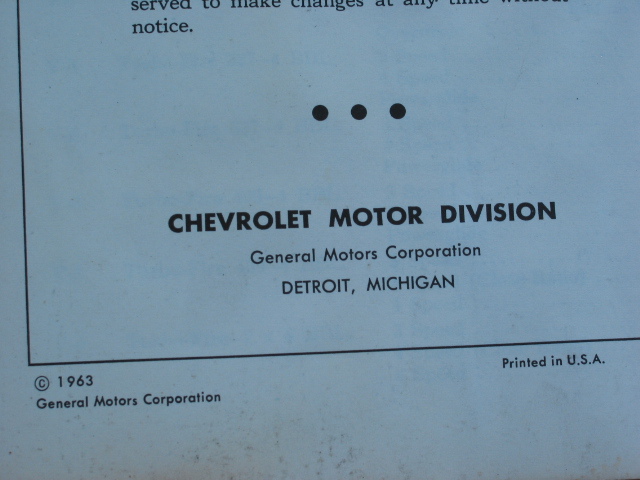 served to make changes at any time without
notice.
CHEVROLET MOTOR DIVISION
General Motors Corporation
DETROIT, MICHIGAN
Printed in U.S.A.
© 1963
General Motors Corporation